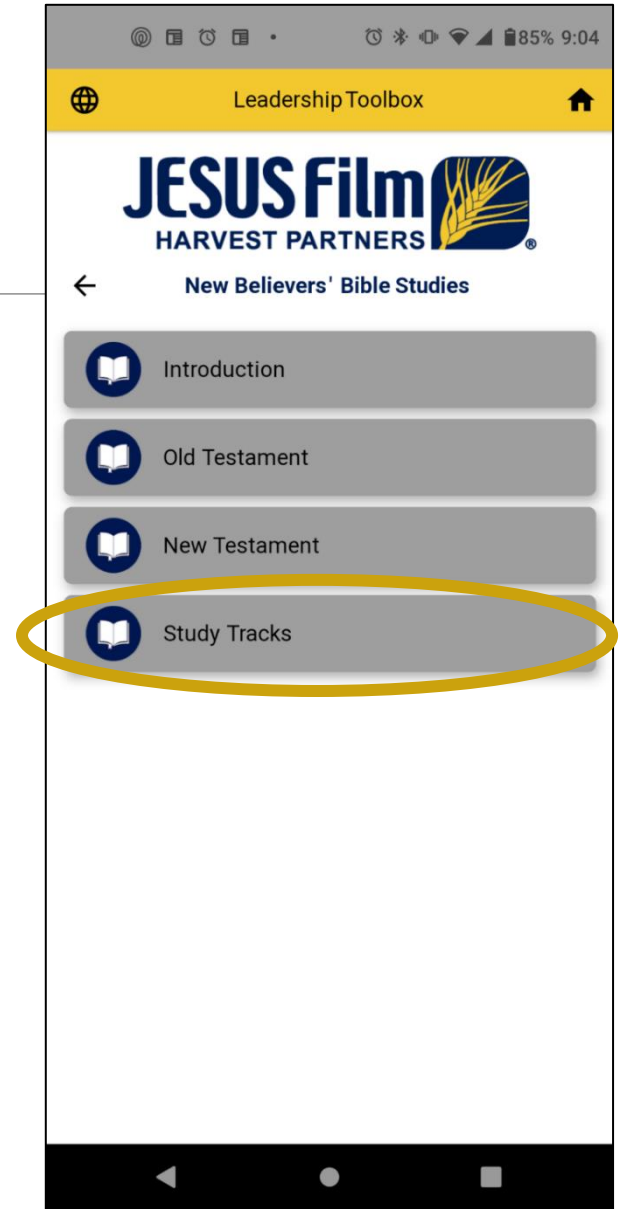 85% 9:04
Leadership Toolbox
JESUS Film
HARVEST PARTNERS®
New Believers' Bible Studies
Introduction
Old Testament
New Testament
Study Tracks